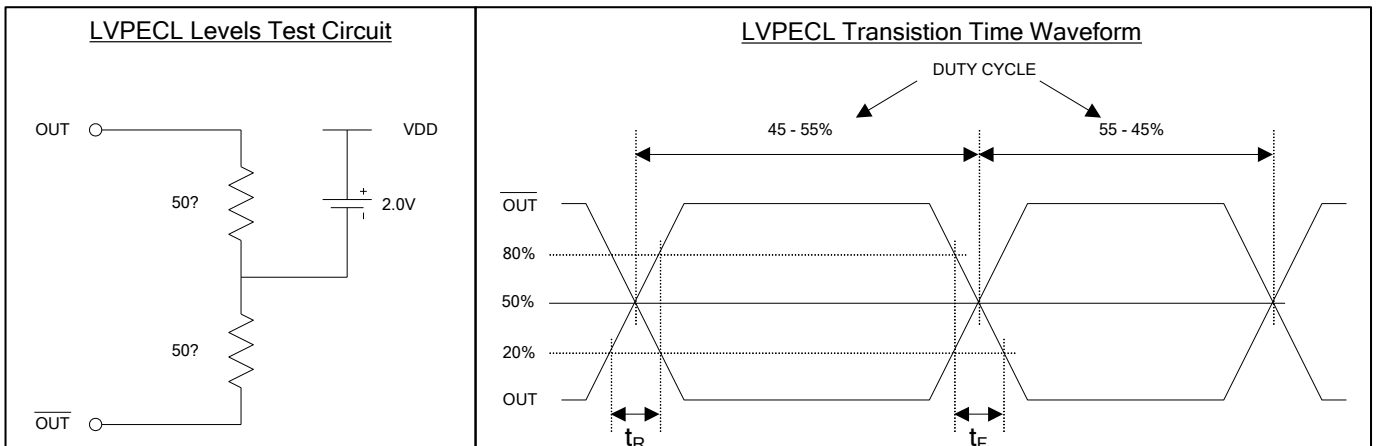 LVPECL Levels Test Circuit
OUT
VDD
50?
+
2.0V
-
50?
OUT
LVPECL Transistion Time Waveform
DUTY CYCLE
45 - 55%
55 - 45%
OUT
80%
50%
20%
OUT
tR
tF